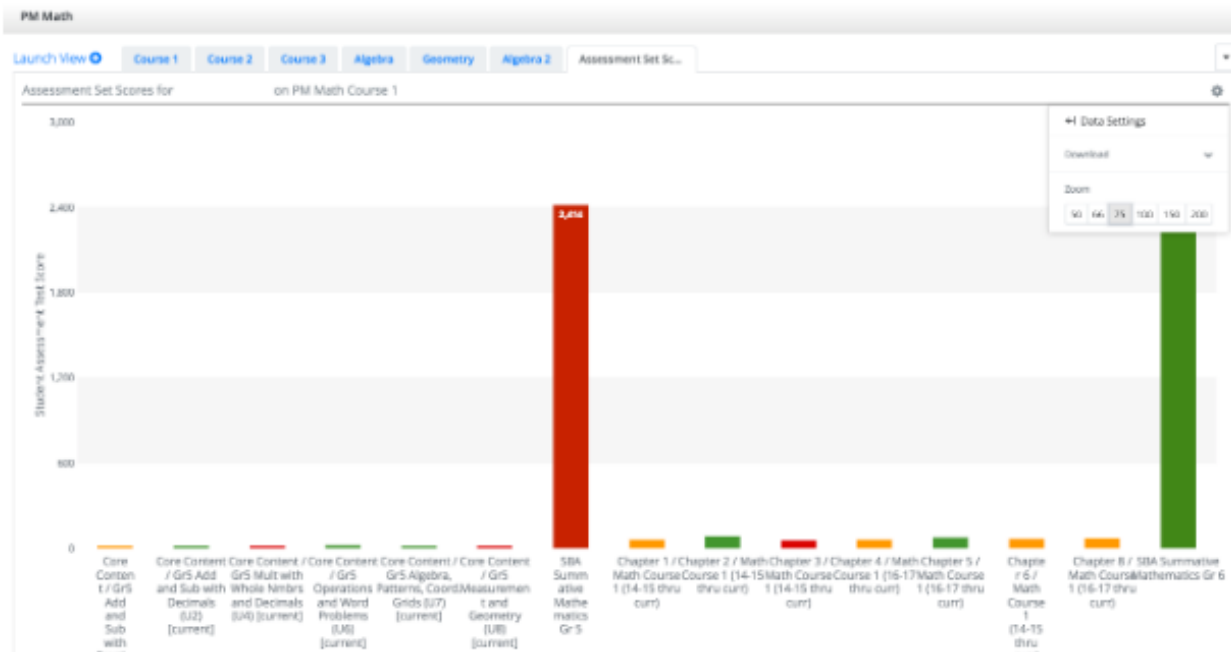 PM Math
Launch View
Course 1
Course 2
Course 3
Algebra
Geometry
Algebra 2
Assessment Set Sc...
Assessment Set Scores for on PM Math Course 1
Data Settings
Download
Zoom
50 66 75 100 150 200
Student Assessment Test Score
3,000
2,400
1,800
1,200
600
0
2,414
Core
Conten
t / Gr5
Add
and
Sub
with
Core Content
/ Gr5 Add
and Sub with
Decimals
(U2)
[current]
Core Content /
Gr5 Mult with
Whole Nmbrs
and Decimals
(U4) [current]
Core Content
/ Gr5
Operations
and Word
Problems
(U6)
[current]
Core Content /
Gr5 Algebra,
Patterns, Coord
Grids (U7)
[current]
Core Content
/ Gr5
Measuremen
t and
Geometry
(U8)
[current]
SBA
Summ
ative
Mathe
matics
Gr 5
Chapter 1 /
Math Course
1 (14-15 thru
curr)
Chapter 2 / Math
Course 1 (14-15
thru curr)
Chapter 3 /
Math Course
1 (14-15 thru
curr)
Chapter 4 / Math
Course 1 (16-17
thru curr)
Chapter 5 /
Math Course
1 (16-17 thru
curr)
Chapte
r 6 /
Math
Course
1
(14-15
thru
Chapter 8 /
Math Course
1 (16-17 thru
curr)
SBA Summative
Mathematics Gr 6